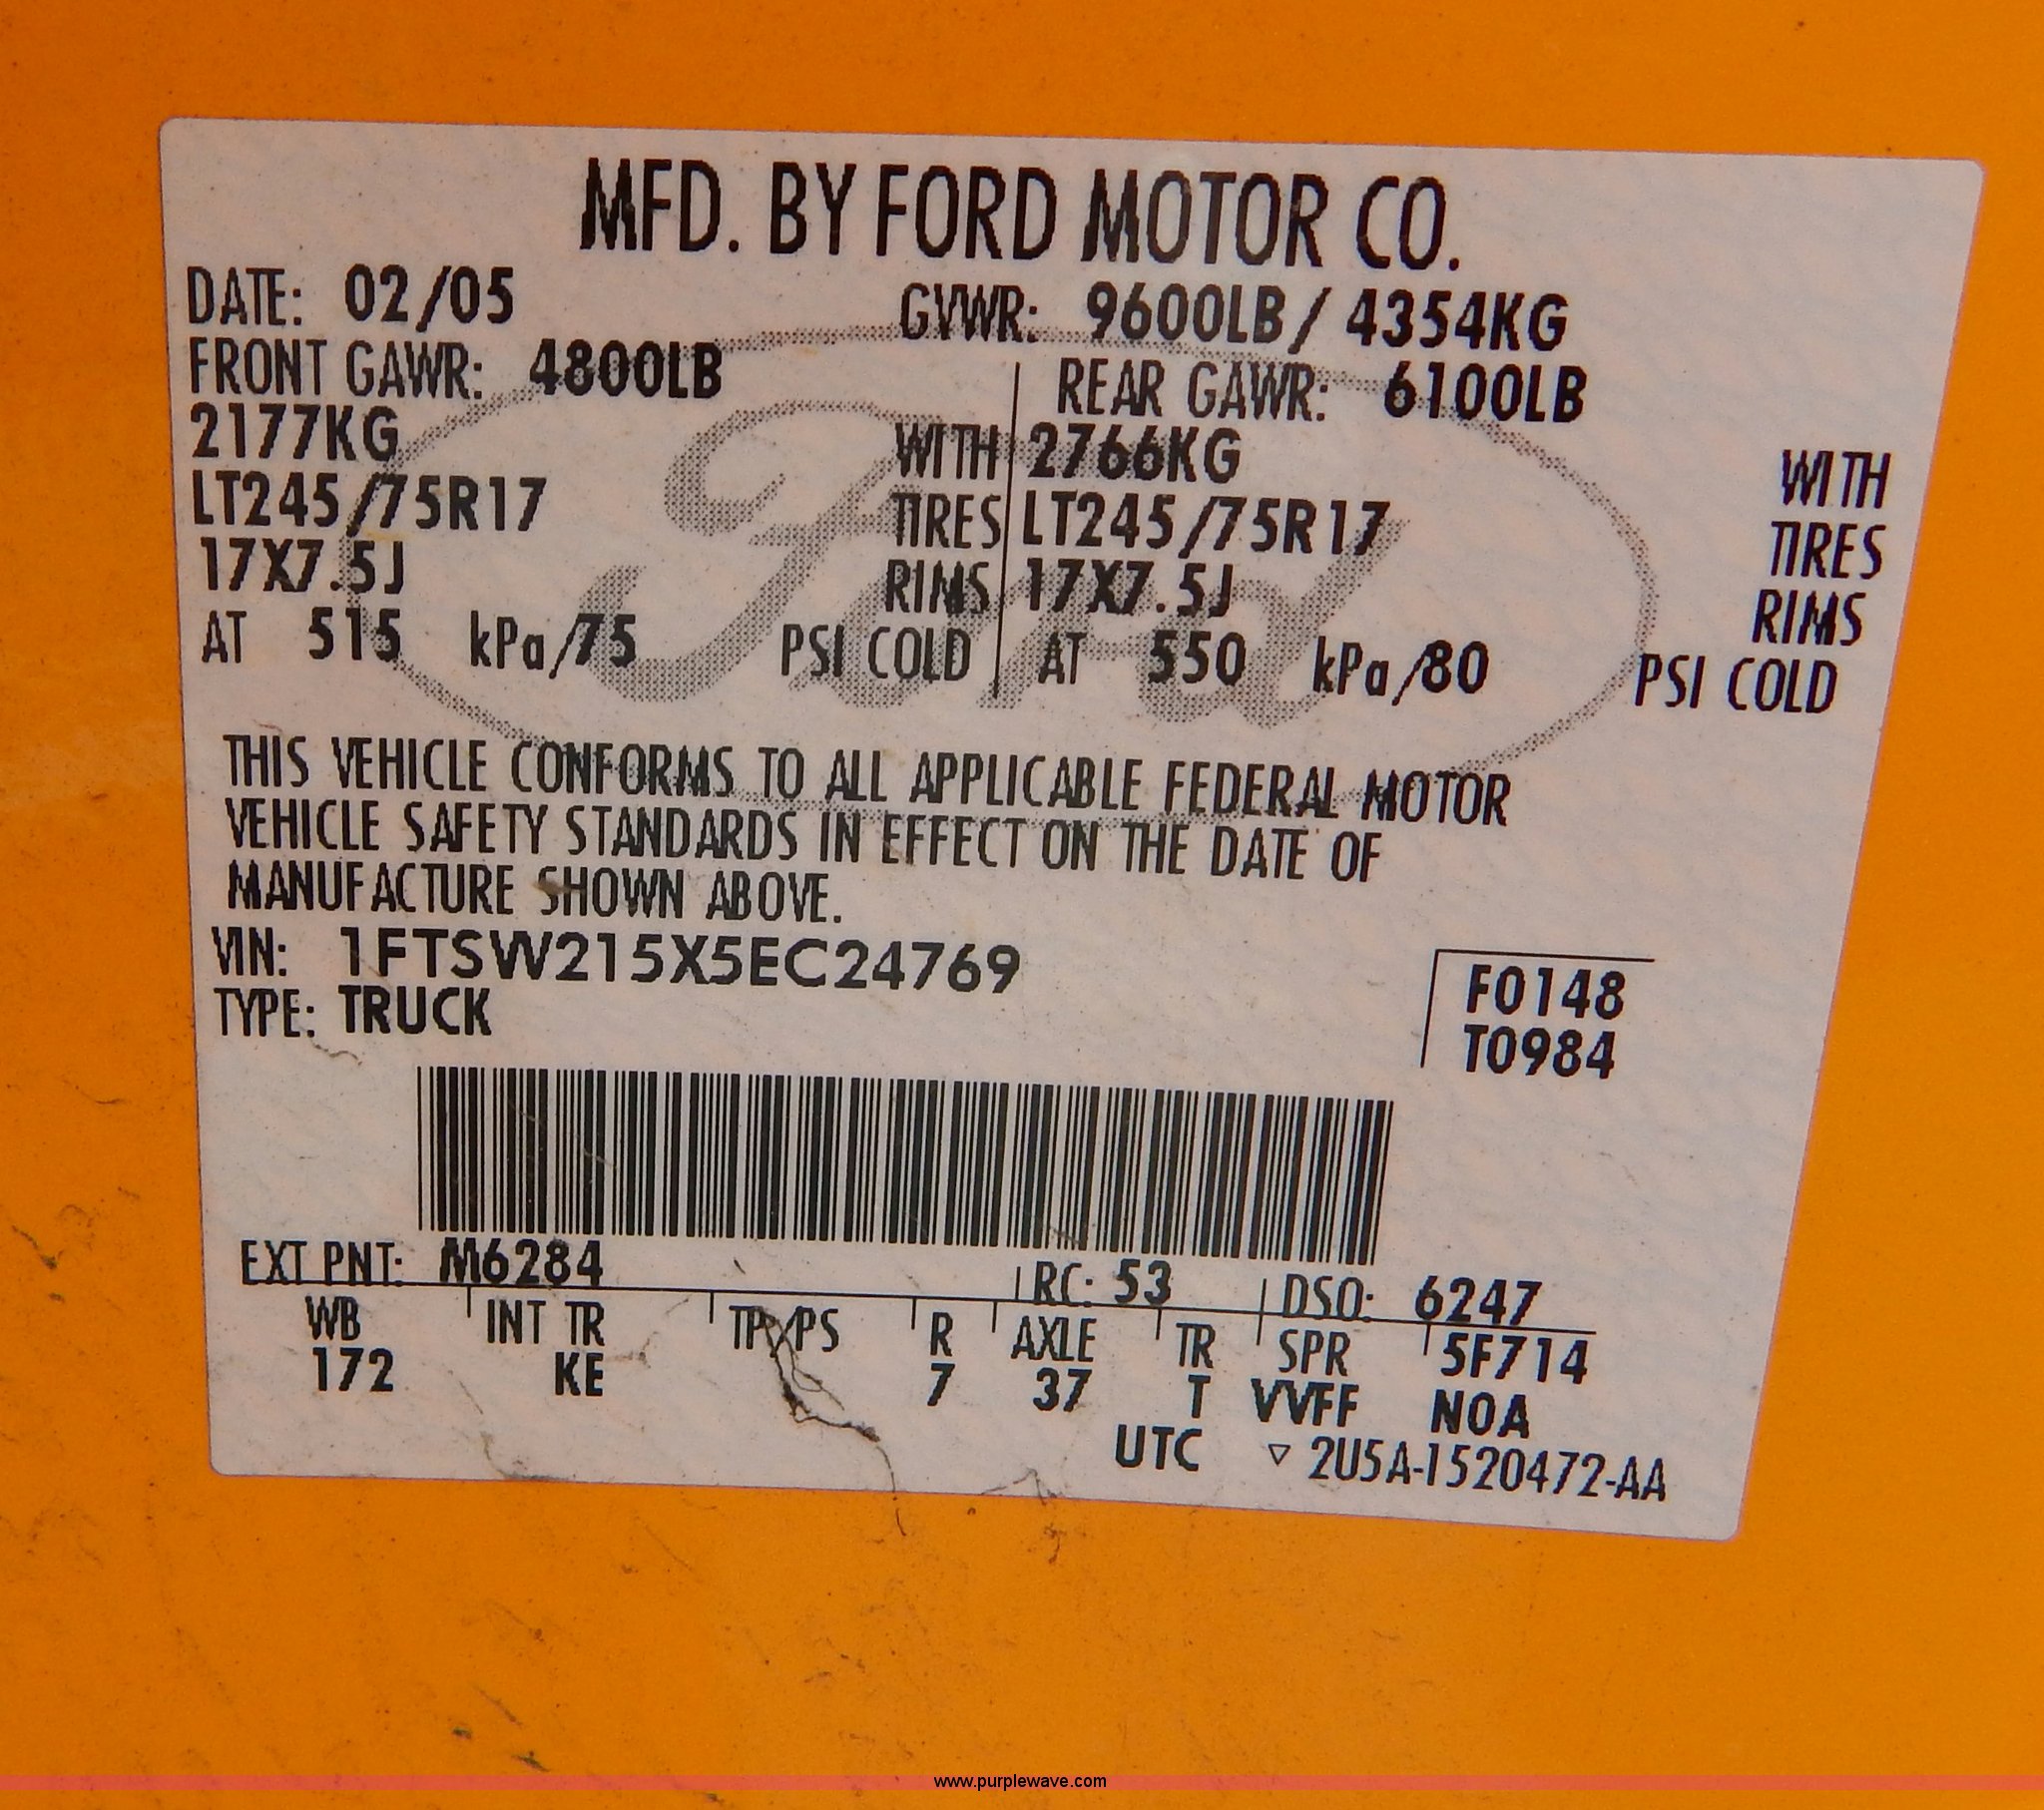 MFD. BY FORD MOTOR CO.
DATE: 02/05 GVWR: 9600LB/ 4354KG
FRONT GAWR: 4800LB REAR GAWR: 6100LB
2177KG WITH 2766KG WITH
LT245/75R17 TIRES LT245/75R17 TIRES
17X7.5J RIMS 17X7.5J RIMS
AT 515 kPa/75 PSI COLD AT 550 kPa/80 PSI COLD
Ford
THIS VEHICLE CONFORMS TO ALL APPLICABLE FEDERAL MOTOR
VEHICLE SAFETY STANDARDS IN EFFECT ON THE DATE OF
MANUFACTURE SHOWN ABOVE.
VIN: 1FTSW215X5EC24769 F0148
TYPE: TRUCK T0984
EXT PNT: M6284 RC: 53 DSO: 6247
WB INT TR TP/PS R AXLE TR SPR 5F714
172 KE 7 37 T VVFF NOA
UTC ▽ 2U5A-1520472-AA
www.purplewave.com